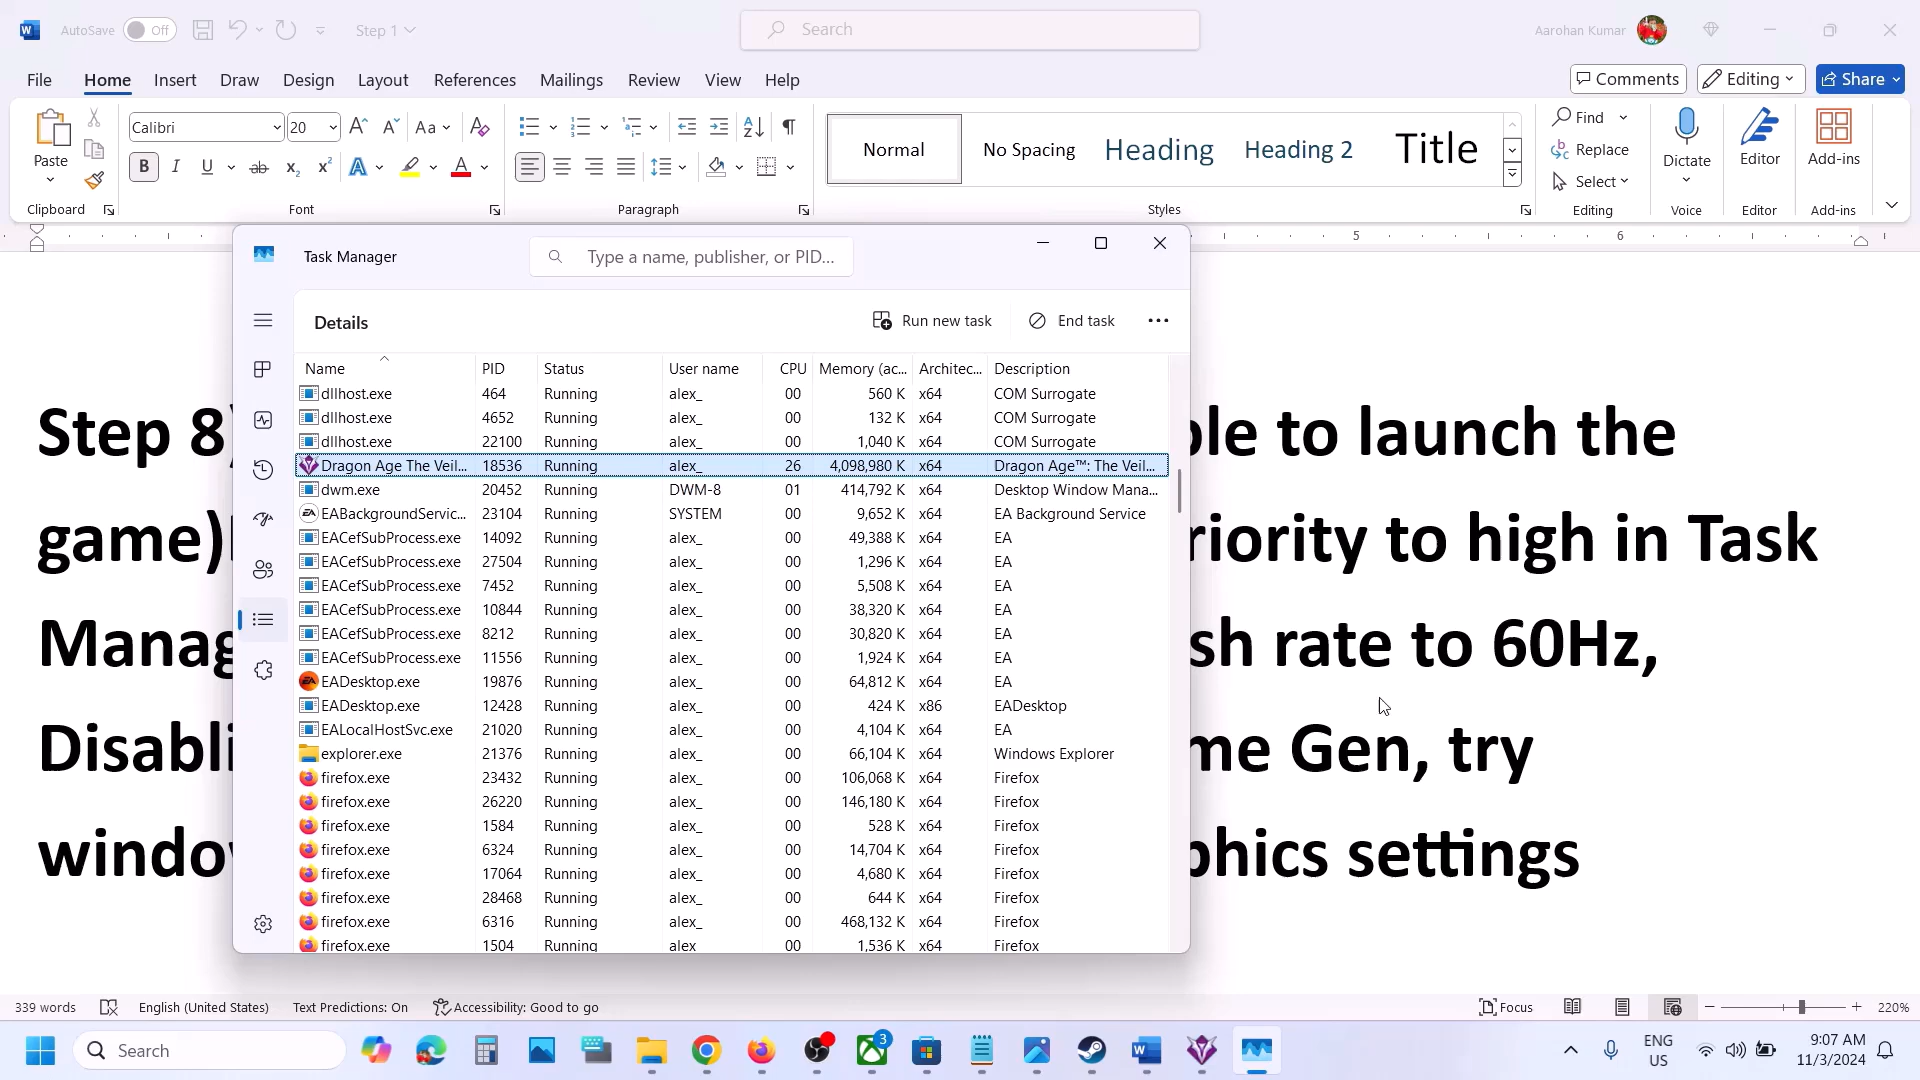 AutoSave Off Step 1 Search Aarohan Kumar
File Home Insert Draw Design Layout References Mailings Review View Help Comments Editing Share
Paste Calibri 20 Aa Normal No Spacing Heading Heading 2 Title Find Replace Select Dictate Editor Add-ins
Clipboard Font Paragraph Styles Editing Voice Editor Add-ins
5 6
Task Manager Type a name, publisher, or PID...
Details Run new task End task
Name PID Status User name CPU Memory (ac... Architec... Description
dllhost.exe 464 Running alex_ 00 560 K x64 COM Surrogate
dllhost.exe 4652 Running alex_ 00 132 K x64 COM Surrogate
dllhost.exe 22100 Running alex_ 00 1,040 K x64 COM Surrogate
Dragon Age The Veil... 18536 Running alex_ 26 4,098,980 K x64 Dragon Age™: The Veil...
dwm.exe 20452 Running DWM-8 01 414,792 K x64 Desktop Window Mana...
EABackgroundServic... 23104 Running SYSTEM 00 9,652 K x64 EA Background Service
EACefSubProcess.exe 14092 Running alex_ 00 49,388 K x64 EA
EACefSubProcess.exe 27504 Running alex_ 00 1,296 K x64 EA
EACefSubProcess.exe 7452 Running alex_ 00 5,508 K x64 EA
EACefSubProcess.exe 10844 Running alex_ 00 38,320 K x64 EA
EACefSubProcess.exe 8212 Running alex_ 00 30,820 K x64 EA
EACefSubProcess.exe 11556 Running alex_ 00 1,924 K x64 EA
EADesktop.exe 19876 Running alex_ 00 64,812 K x64 EA
EADesktop.exe 12428 Running alex_ 00 424 K x86 EADesktop
EALocalHostSvc.exe 21020 Running alex_ 00 4,104 K x64 EA
explorer.exe 21376 Running alex_ 00 66,104 K x64 Windows Explorer
firefox.exe 23432 Running alex_ 00 106,068 K x64 Firefox
firefox.exe 26220 Running alex_ 00 146,180 K x64 Firefox
firefox.exe 1584 Running alex_ 00 528 K x64 Firefox
firefox.exe 6324 Running alex_ 00 14,704 K x64 Firefox
firefox.exe 17064 Running alex_ 00 4,680 K x64 Firefox
firefox.exe 28468 Running alex_ 00 644 K x64 Firefox
firefox.exe 6316 Running alex_ 00 468,132 K x64 Firefox
firefox.exe 1504 Running alex_ 00 1,536 K x64 Firefox
Step 8) ble to launch the
game) riority to high in Task
Manag sh rate to 60Hz,
Disabli me Gen, try
windov phics settings
339 words English (United States) Text Predictions: On Accessibility: Good to go Focus 220%
Search 3 ENG US 9:07 AM 11/3/2024